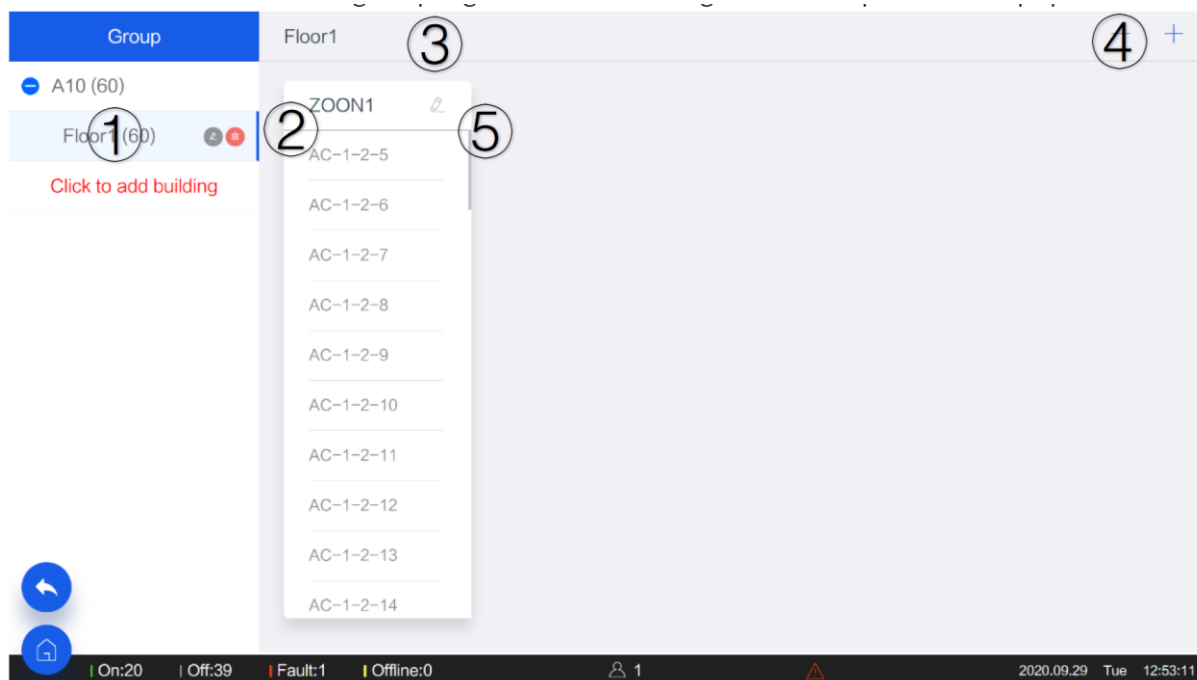 Group
Floor1
③
④
+
A10 (60)
Floor1 (60)
①
②
Click to add building
ZOON1
⑤
AC-1-2-5
AC-1-2-6
AC-1-2-7
AC-1-2-8
AC-1-2-9
AC-1-2-10
AC-1-2-11
AC-1-2-12
AC-1-2-13
AC-1-2-14
On:20 Off:39 Fault:1 Offline:0 1 2020.09.29 Tue 12:53:11